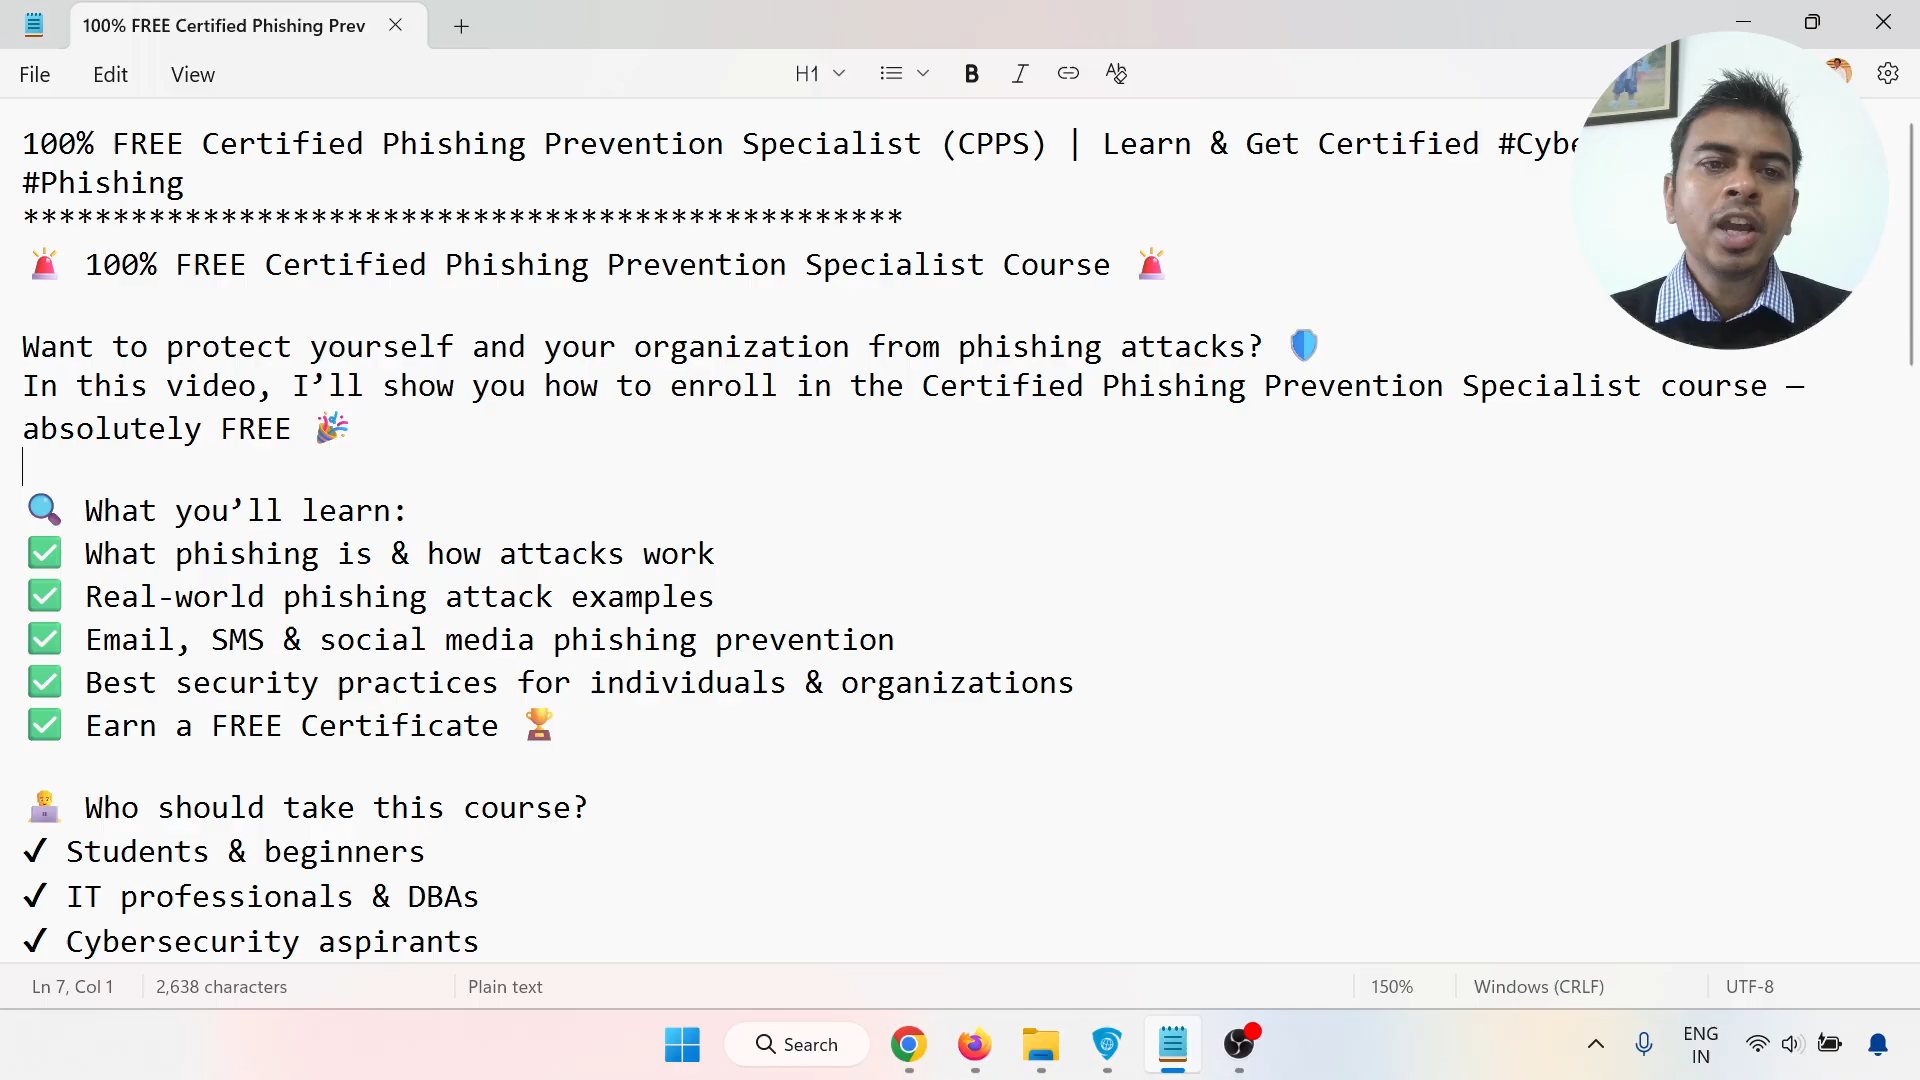 100% FREE Certified Phishing Prev
File
Edit
View
H1
B
I
100% FREE Certified Phishing Prevention Specialist (CPPS) | Learn & Get Certified
#Phishing
*************************************************
🚨 100% FREE Certified Phishing Prevention Specialist Course 🚨
Want to protect yourself and your organization from phishing attacks? 🛡️
In this video, I’ll show you how to enroll in the Certified Phishing Prevention Specialist course —
absolutely FREE 🎉
🔍 What you’ll learn:
✅ What phishing is & how attacks work
✅ Real-world phishing attack examples
✅ Email, SMS & social media phishing prevention
✅ Best security practices for individuals & organizations
✅ Earn a FREE Certificate 🏆
🧑‍💻 Who should take this course?
✔ Students & beginners
✔ IT professionals & DBAs
✔ Cybersecurity aspirants
Ln 7, Col 1
2,638 characters
Plain text
150%
Windows (CRLF)
UTF-8
Search
ENG
IN